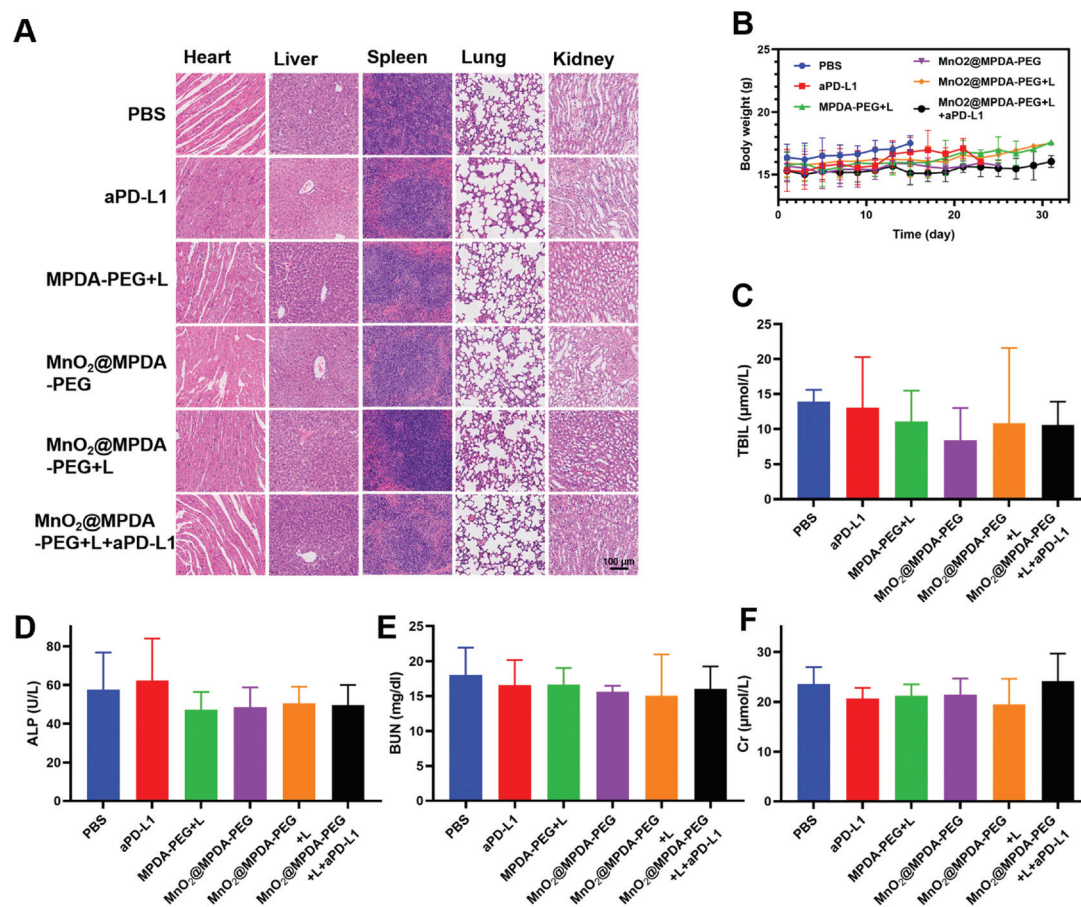 A
Heart Liver Spleen Lung Kidney
PBS
aPD-L1
MPDA-PEG+L
MnO₂@MPDA
-PEG
MnO₂@MPDA
-PEG+L
MnO₂@MPDA
-PEG+L+aPD-L1
100 μm
B
25
20
15
Body weight (g)
PBS
aPD-L1
MPDA-PEG+L
MnO2@MPDA-PEG
MnO2@MPDA-PEG+L
MnO2@MPDA-PEG+L
+aPD-L1
0 10 20 30
Time (day)
C
25
20
15
10
5
0
TBIL (μmol/L)
PBS
aPD-L1
MPDA-PEG+L
MnO₂@MPDA-PEG
MnO₂@MPDA-PEG
+L
MnO₂@MPDA-PEG
+L+aPD-L1
D
80
60
40
20
0
ALP (U/L)
PBS
aPD-L1
MPDA-PEG+L
MnO₂@MPDA-PEG
MnO₂@MPDA-PEG
+L
MnO₂@MPDA-PEG
+L+aPD-L1
E
25
20
15
10
5
0
BUN (mg/dl)
PBS
aPD-L1
MPDA-PEG+L
MnO₂@MPDA-PEG
MnO₂@MPDA-PEG
+L
MnO₂@MPDA-PEG
+L+aPD-L1
F
30
20
10
0
Cr (μmol/L)
PBS
aPD-L1
MPDA-PEG+L
MnO₂@MPDA-PEG
MnO₂@MPDA-PEG
+L
MnO₂@MPDA-PEG
+L+aPD-L1